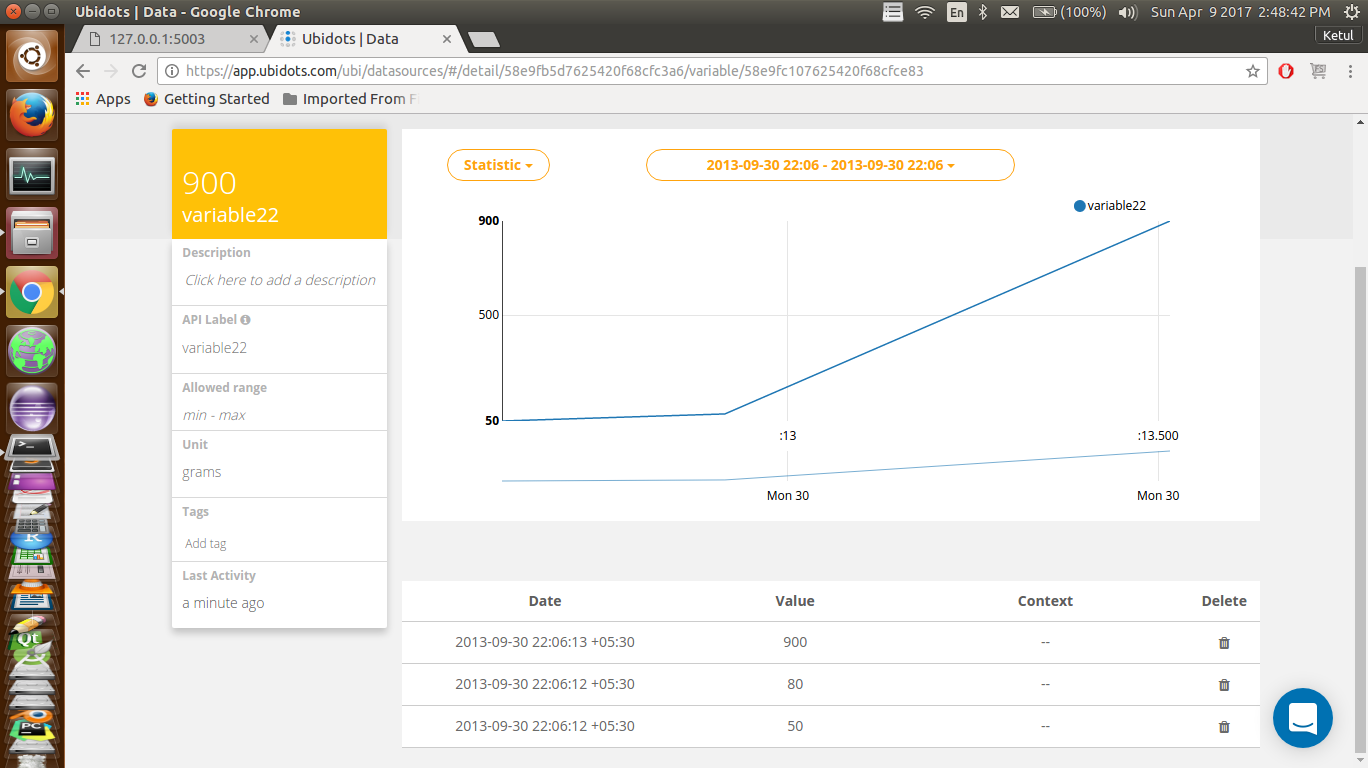 Ubidots | Data - Google Chrome
En (100%) Sun Apr 9 2017 2:48:42 PM
127.0.0.1:5003 Ubidots | Data Ketul
https://app.ubidots.com/ubi/datasources/#/detail/58e9fb5d7625420f68cfc3a6/variable/58e9fc107625420f68cfce83
Apps Getting Started Imported From F
900
variable22
Description
Click here to add a description
API Label
variable22
Allowed range
min - max
Unit
grams
Tags
Add tag
Last Activity
a minute ago
Statistic 2013-09-30 22:06 - 2013-09-30 22:06
variable22
900
500
50
:13 :13.500
Mon 30 Mon 30
Date Value Context Delete
2013-09-30 22:06:13 +05:30 900 --
2013-09-30 22:06:12 +05:30 80 --
2013-09-30 22:06:12 +05:30 50 --
Qt
PC